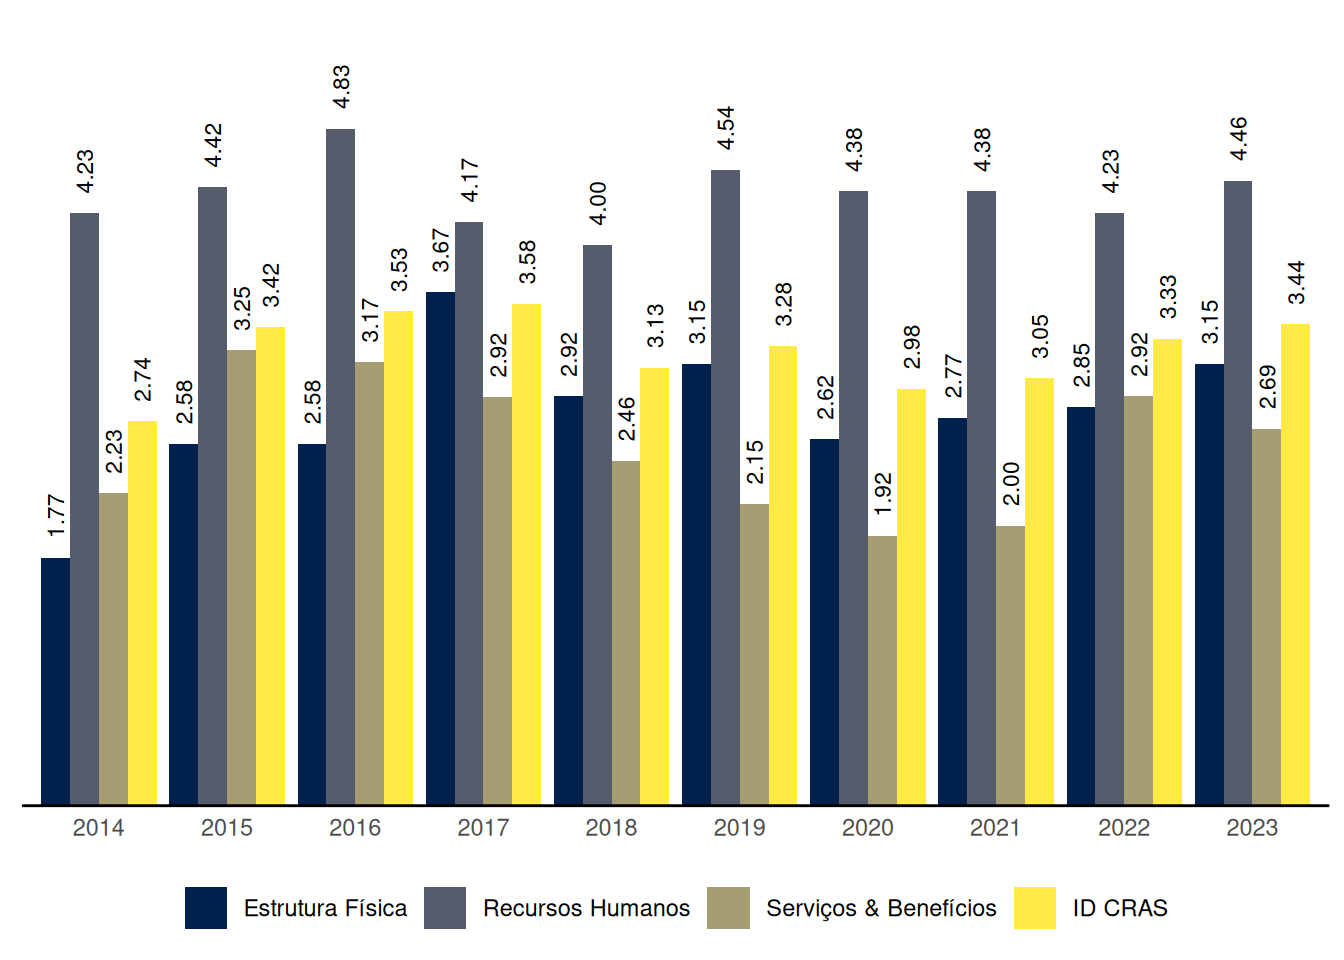 1.77 4.23 2.23 2.74 2.58 4.42 3.25 3.42 2.58 4.83 3.17 3.53 3.67 4.17 2.92 3.58 2.92 4.00 2.46 3.13 3.15 4.54 2.15 3.28 2.62 4.38 1.92 2.98 2.77 4.38 2.00 3.05 2.85 4.23 2.92 3.33 3.15 4.46 2.69 3.44
2014 2015 2016 2017 2018 2019 2020 2021 2022 2023
Estrutura Física Recursos Humanos Serviços & Benefícios ID CRAS